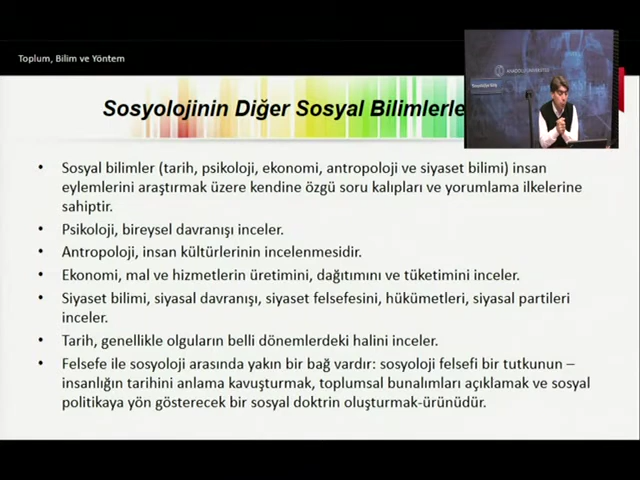 Toplum, Bilim ve Yöntem
ANADOLU ÜNİVERSİTESİ
Sosyolojinin Diğer Sosyal Bilimlerle
• Sosyal bilimler (tarih, psikoloji, ekonomi, antropoloji ve siyaset bilimi) insan
eylemlerini araştırmak üzere kendine özgü soru kalıpları ve yorumlama ilkelerine
sahiptir.
• Psikoloji, bireysel davranışı inceler.
• Antropoloji, insan kültürlerinin incelenmesidir.
• Ekonomi, mal ve hizmetlerin üretimini, dağıtımını ve tüketimini inceler.
• Siyaset bilimi, siyasal davranışı, siyaset felsefesini, hükümetleri, siyasal partileri
inceler.
• Tarih, genellikle olguların belli dönemlerdeki halini inceler.
• Felsefe ile sosyoloji arasında yakın bir bağ vardır: sosyoloji felsefi bir tutkunun –
insanlığın tarihini anlama kavuşturmak, toplumsal bunalımları açıklamak ve sosyal
politikaya yön gösterecek bir sosyal doktrin oluşturmak-ürünüdür.